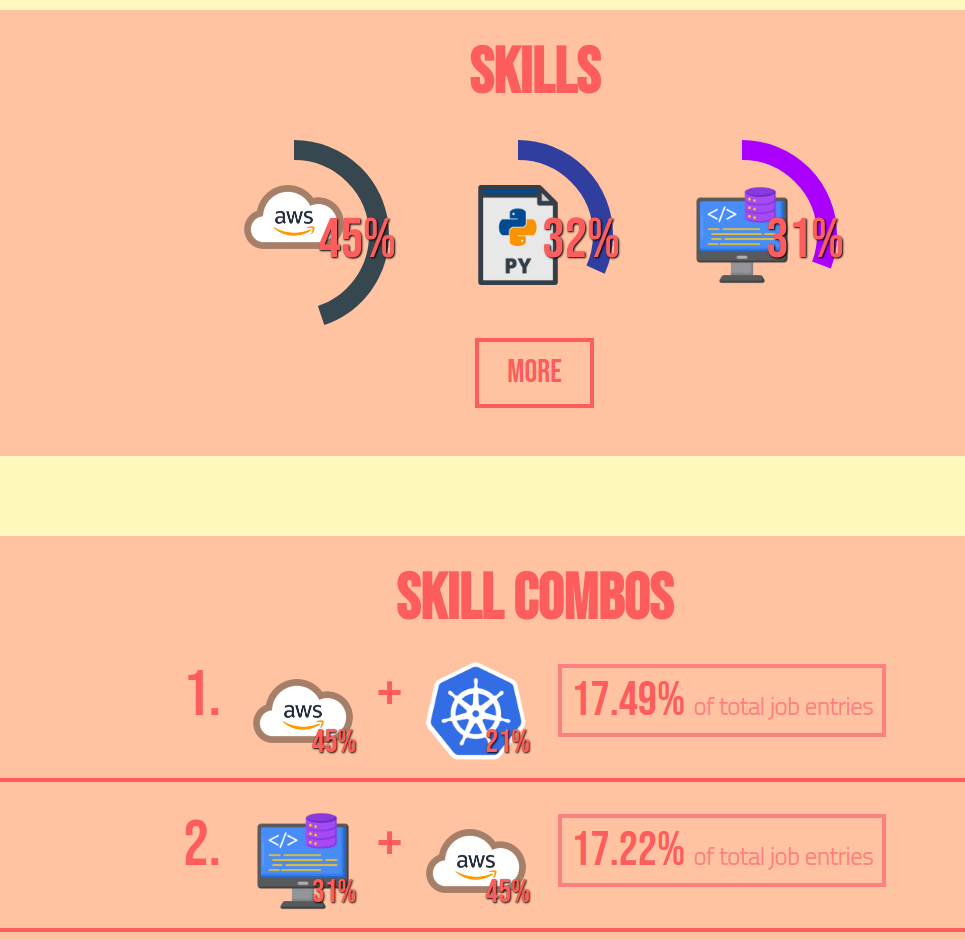 SKILLS
aws 45%
PY 32%
</> 31%
MORE
SKILL COMBOS
1. aws 45% + 21% 17.49% of total job entries
2. </> 31% + aws 45% 17.22% of total job entries